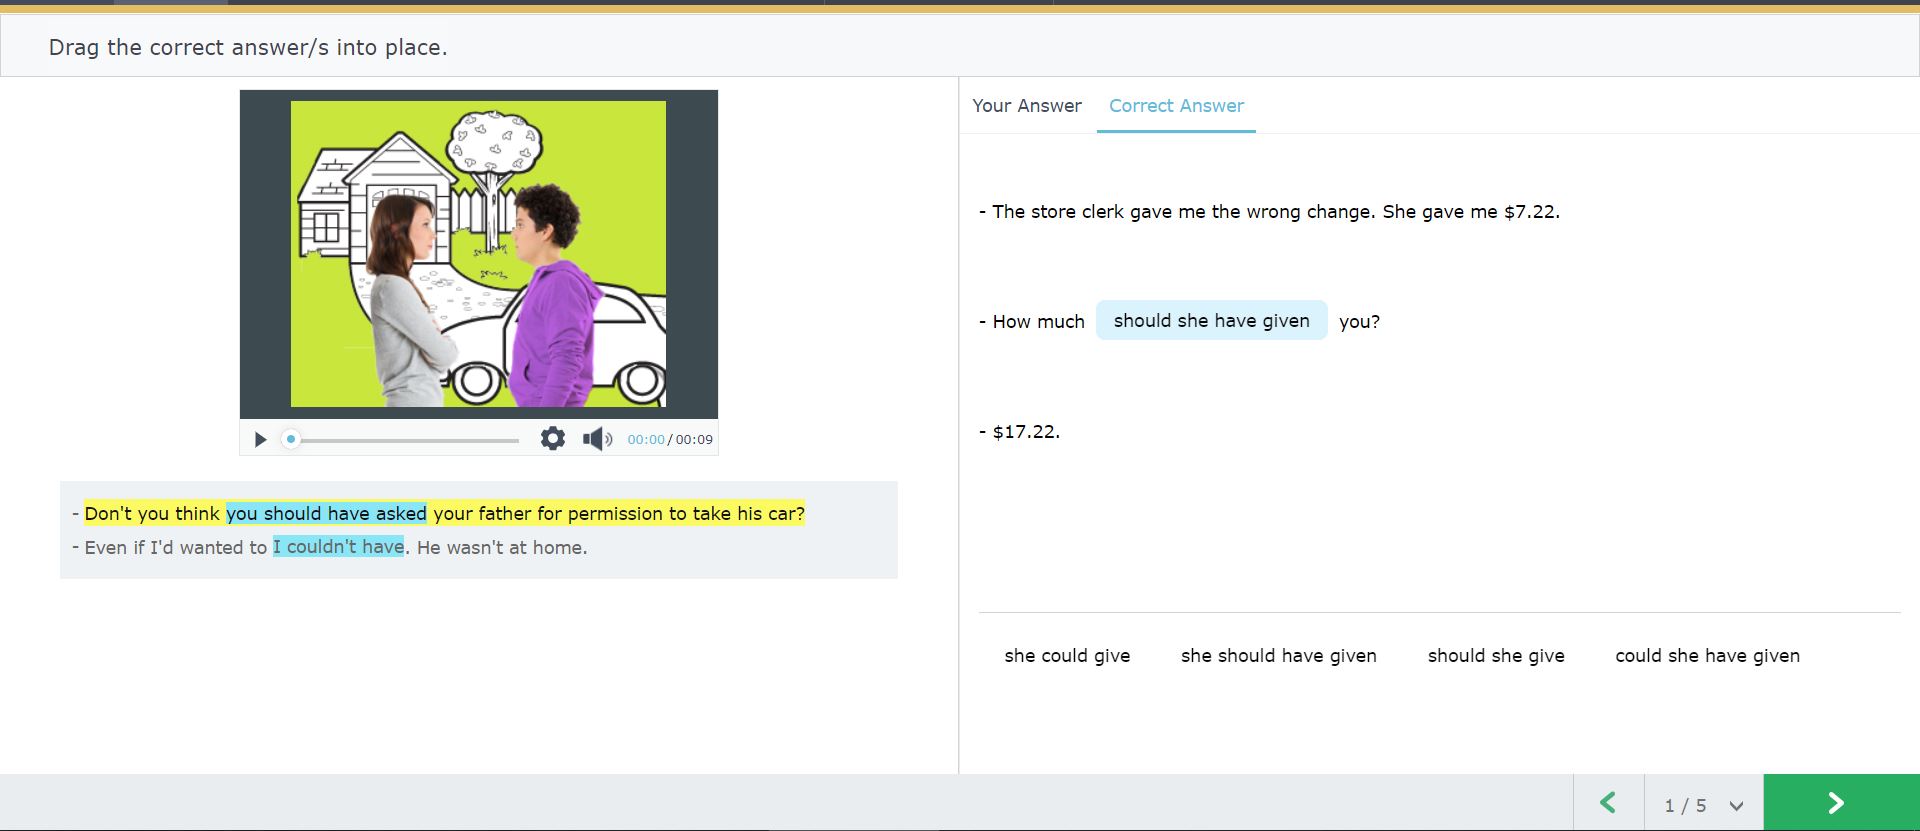 Drag the correct answer/s into place.
00:00/00:09
- Don't you think you should have asked your father for permission to take his car?
- Even if I'd wanted to I couldn't have. He wasn't at home.
Your Answer Correct Answer
- The store clerk gave me the wrong change. She gave me $7.22.
- How much should she have given you?
- $17.22.
she could give she should have given should she give could she have given
1 / 5